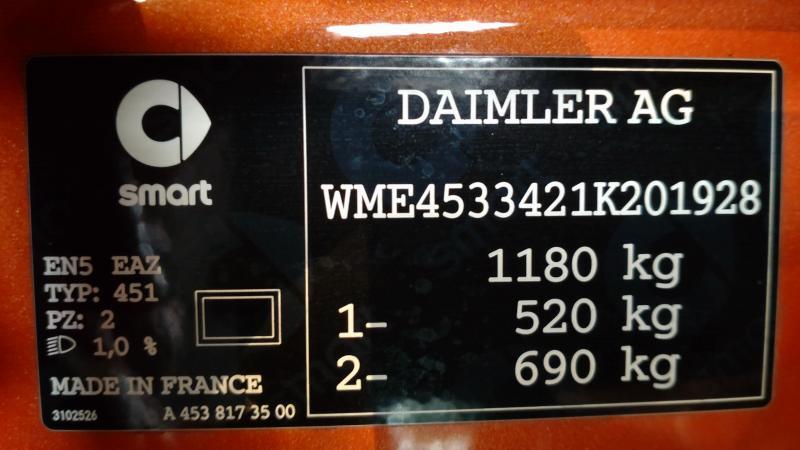 smart
EN5 EAZ
TYP: 451
PZ: 2
1,0 %
MADE IN FRANCE
3102526 A 453 817 35 00
DAIMLER AG
WME4533421K201928
1180 kg
1- 520 kg
2- 690 kg